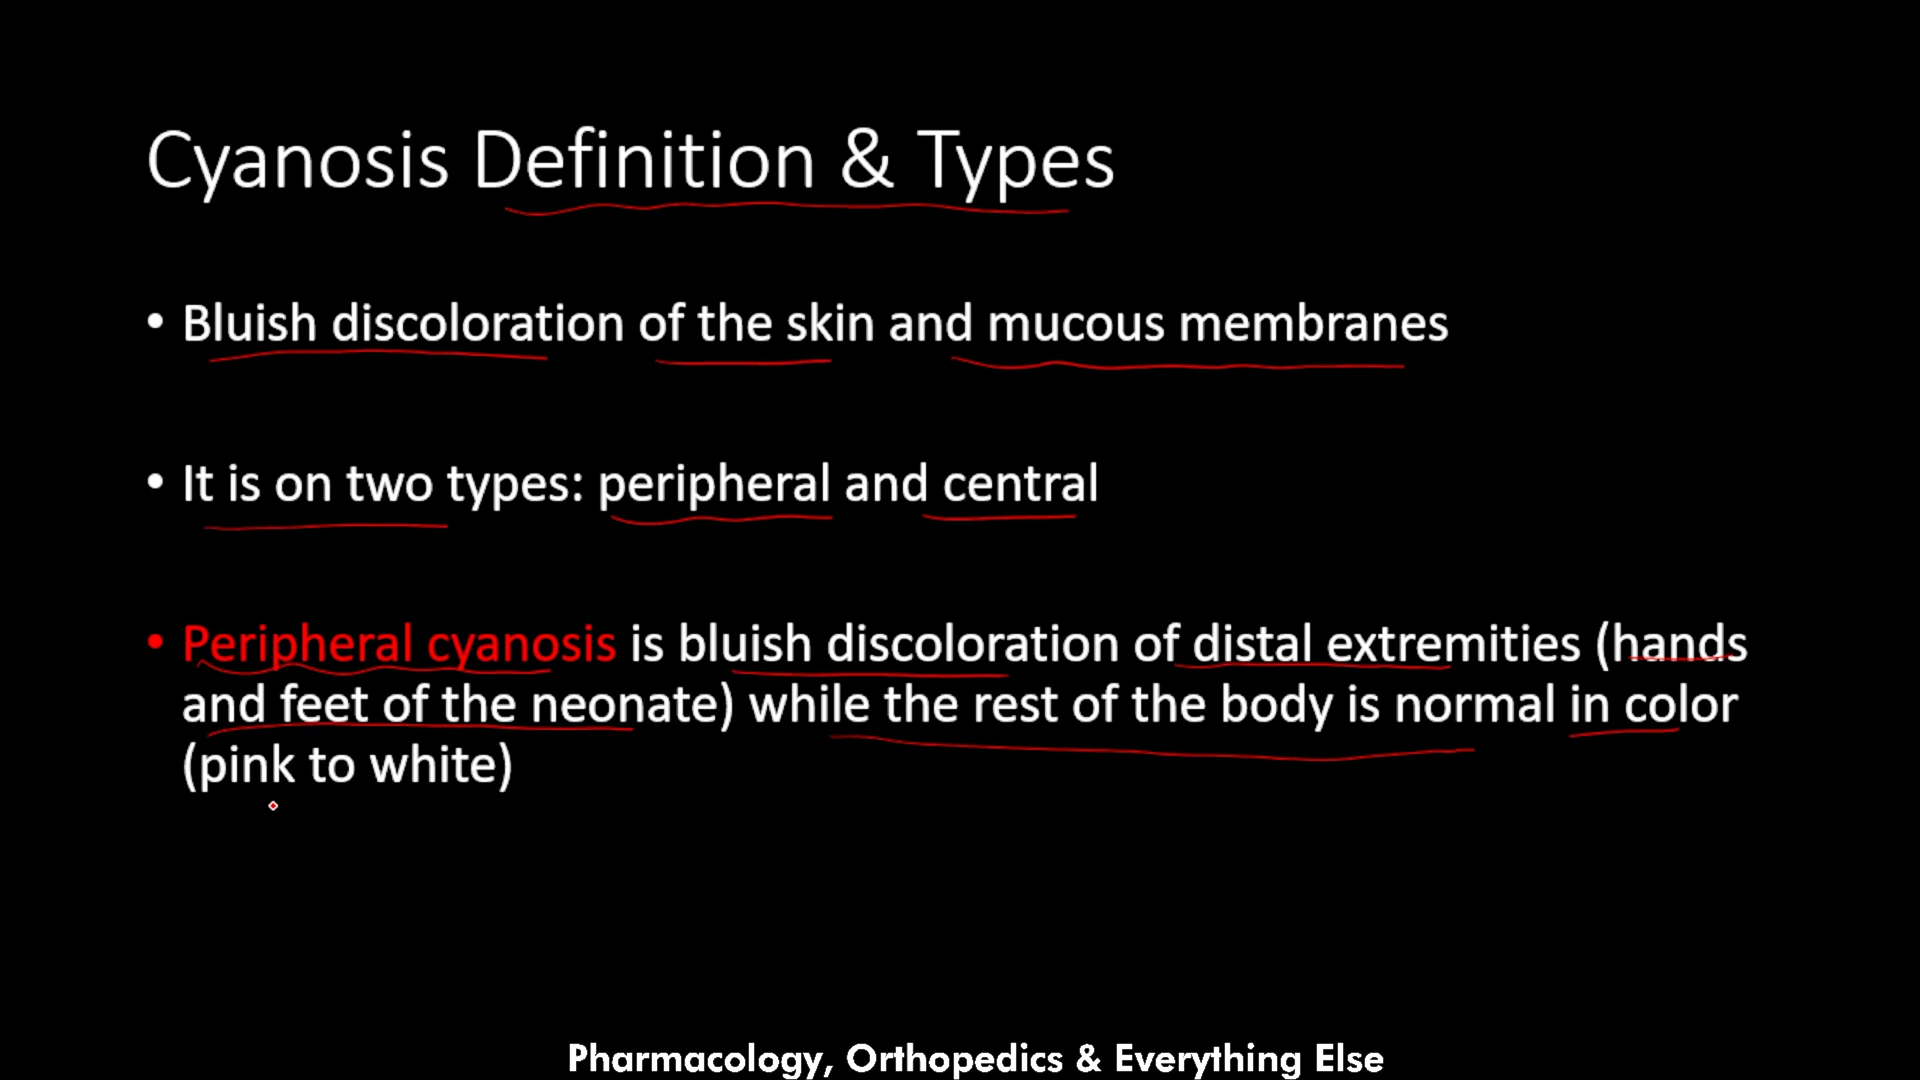 Cyanosis Definition & Types
• Bluish discoloration of the skin and mucous membranes
• It is on two types: peripheral and central
• Peripheral cyanosis is bluish discoloration of distal extremities (hands
and feet of the neonate) while the rest of the body is normal in color
(pink to white)
Pharmacology, Orthopedics & Everything Else